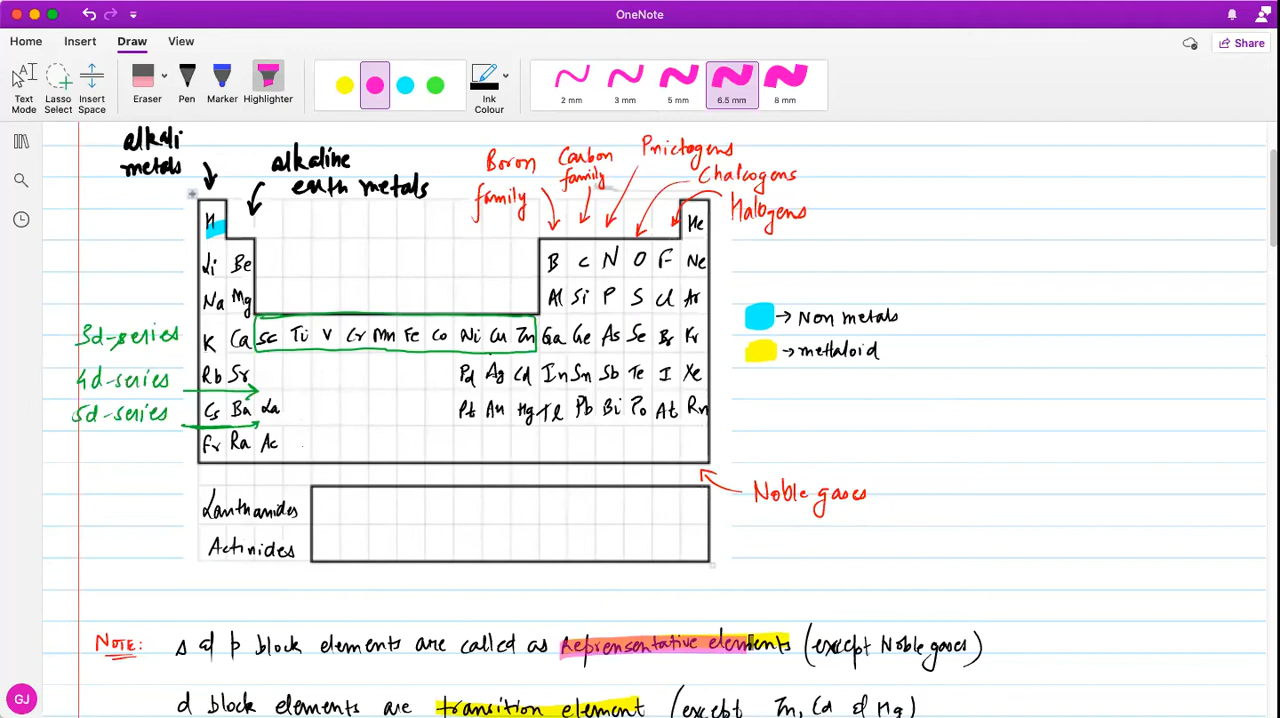 OneNote
Home Insert Draw View
Share
Text Mode
Lasso Select
Insert Space
Eraser
Pen
Marker
Highlighter
Ink Colour
2 mm
3 mm
5 mm
6.5 mm
8 mm
alkali metals
alkaline earth metals
Boron family
Carbon family
Pnictogens
Chalcogens
Halogens
H He
Li Be B C N O F Ne
Na Mg Al Si P S Cl Ar
3d-series K Ca Sc Ti V Cr Mn Fe Co Ni Cu Zn Ga Ge As Se Br Kr
4d-series Rb Sr Pd Ag Cd In Sn Sb Te I Xe
5d-series Cs Ba La Pt Au Hg Tl Pb Bi Po At Rn
Fr Ra Ac
→ Non metals
→ mettaloid
Noble gases
Lanthanides
Actinides
NOTE: s & p block elements are called as reprensentative elements (except Noble gases)
d block elements are transition element (except Zn, Cd & Hg)
GJ